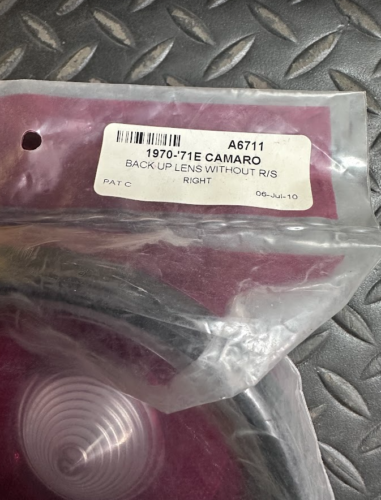 A6711
1970-'71E CAMARO
BACK UP LENS WITHOUT R/S
RIGHT
PAT C
06-Jul-10